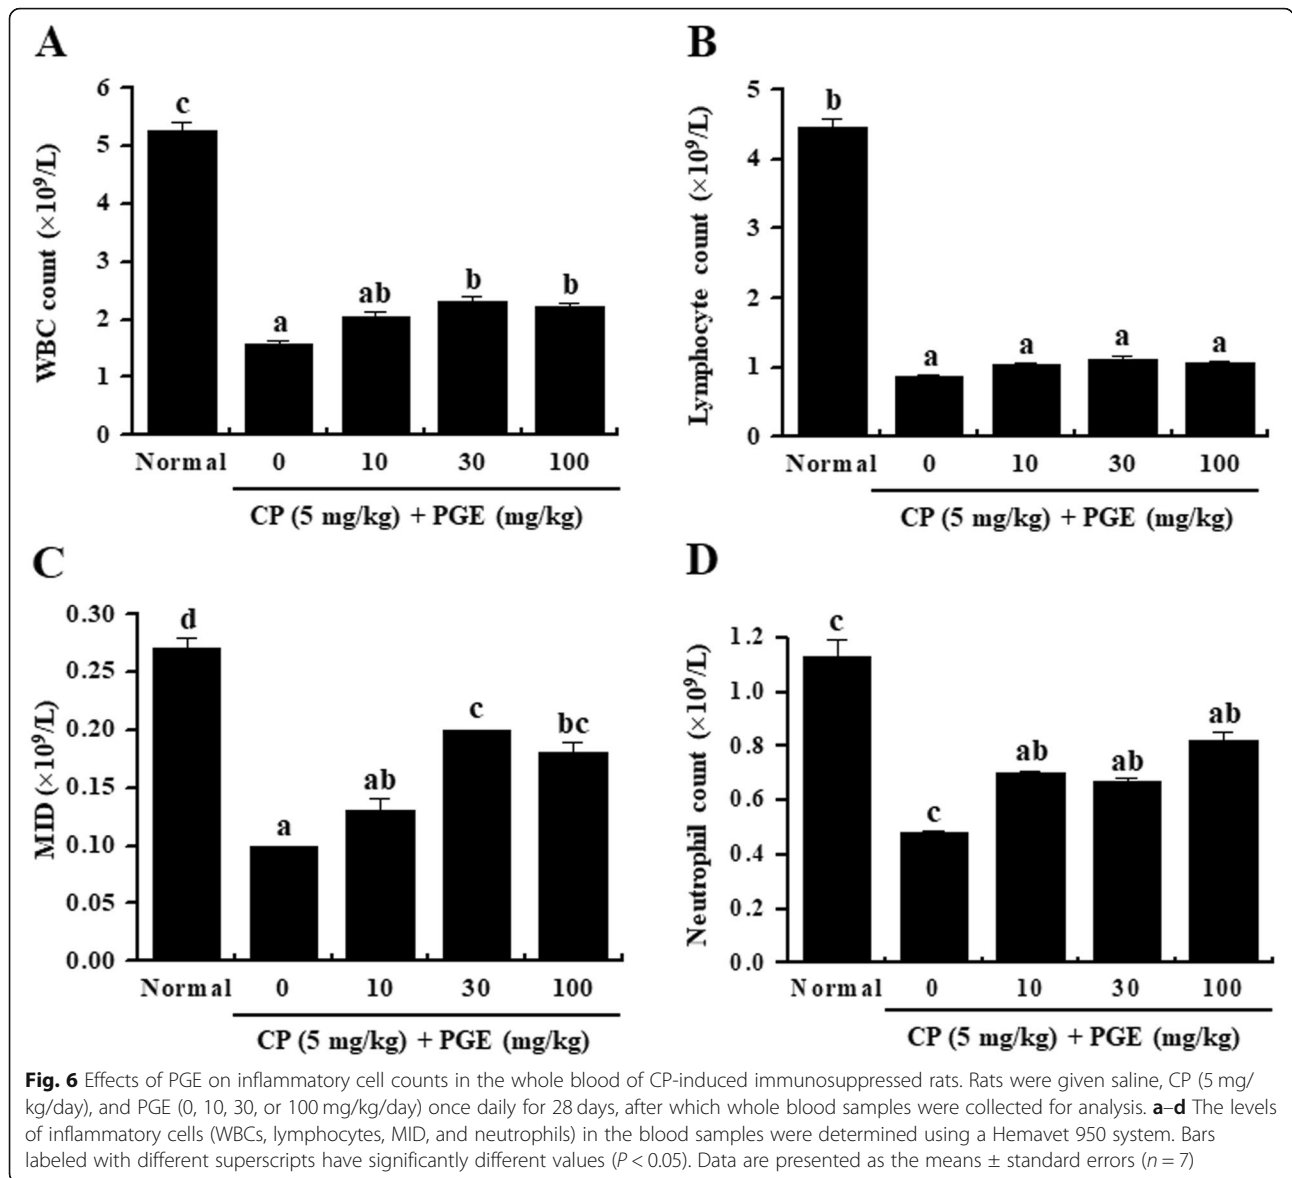 A
WBC count (×10⁹/L)
6
5
4
3
2
1
0
c
a
ab
b
b
Normal 0 10 30 100
CP (5 mg/kg) + PGE (mg/kg)
B
Lymphocyte count (×10⁹/L)
5
4
3
2
1
0
b
a
a
a
a
Normal 0 10 30 100
CP (5 mg/kg) + PGE (mg/kg)
C
MID (×10⁹/L)
0.30
0.25
0.20
0.15
0.10
0.05
0.00
d
a
ab
c
bc
Normal 0 10 30 100
CP (5 mg/kg) + PGE (mg/kg)
D
Neutrophil count (×10⁹/L)
1.2
1.0
0.8
0.6
0.4
0.2
0.0
c
c
ab
ab
ab
Normal 0 10 30 100
CP (5 mg/kg) + PGE (mg/kg)
Fig. 6 Effects of PGE on inflammatory cell counts in the whole blood of CP-induced immunosuppressed rats. Rats were given saline, CP (5 mg/
kg/day), and PGE (0, 10, 30, or 100 mg/kg/day) once daily for 28 days, after which whole blood samples were collected for analysis. a–d The levels
of inflammatory cells (WBCs, lymphocytes, MID, and neutrophils) in the blood samples were determined using a Hemavet 950 system. Bars
labeled with different superscripts have significantly different values (P < 0.05). Data are presented as the means ± standard errors (n = 7)